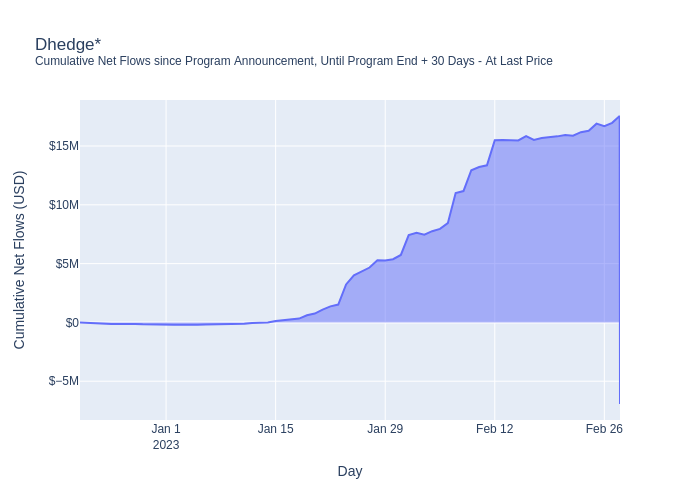 Dhedge*
Cumulative Net Flows since Program Announcement, Until Program End + 30 Days - At Last Price
Cumulative Net Flows (USD)
$15M
$10M
$5M
$0
$−5M
Jan 1
2023
Jan 15
Jan 29
Feb 12
Feb 26
Day